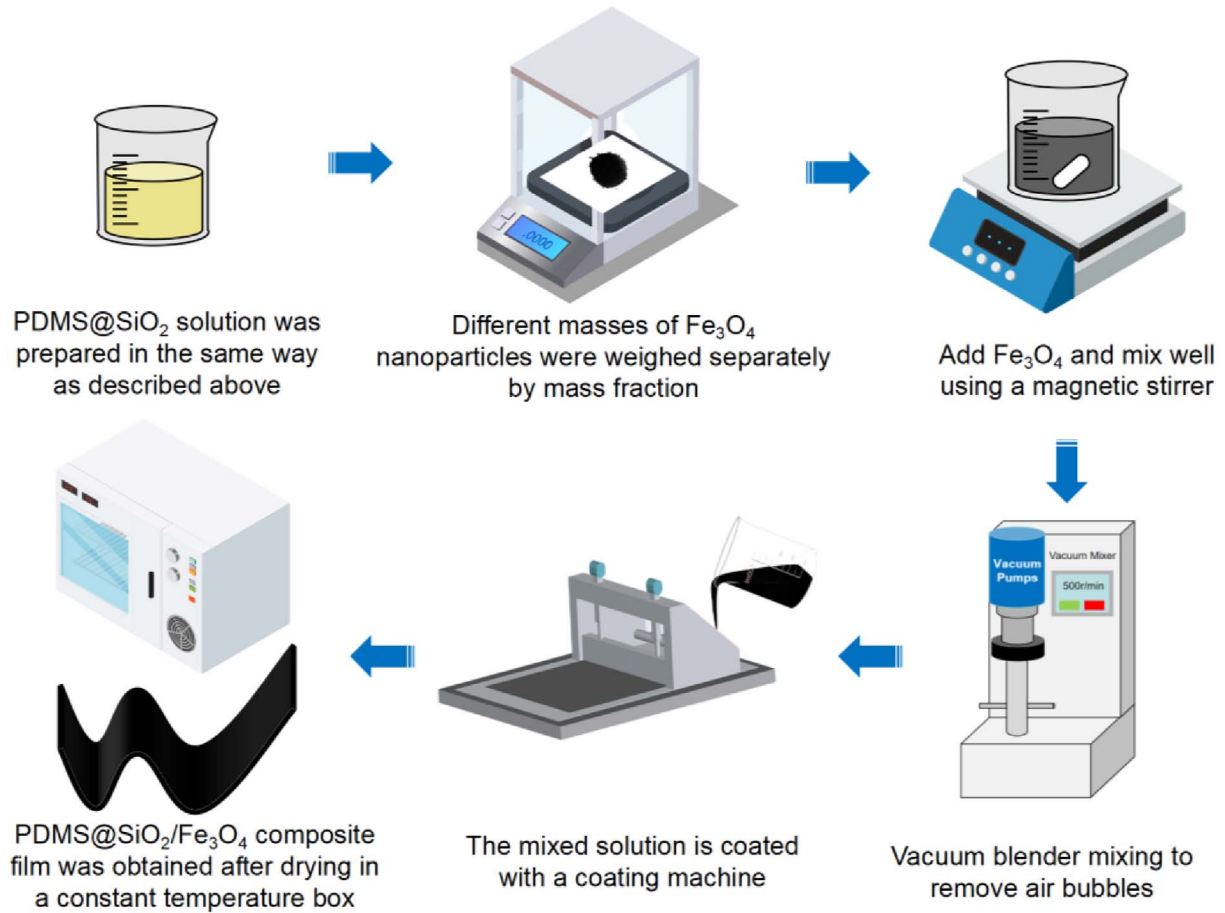 PDMS@SiO₂ solution was
prepared in the same way
as described above
.0000
Different masses of Fe₃O₄
nanoparticles were weighed separately
by mass fraction
Add Fe₃O₄ and mix well
using a magnetic stirrer
Vacuum
Pumps
Vacuum Mixer
500r/min
Vacuum blender mixing to
remove air bubbles
The mixed solution is coated
with a coating machine
PDMS@SiO₂/Fe₃O₄ composite
film was obtained after drying in
a constant temperature box